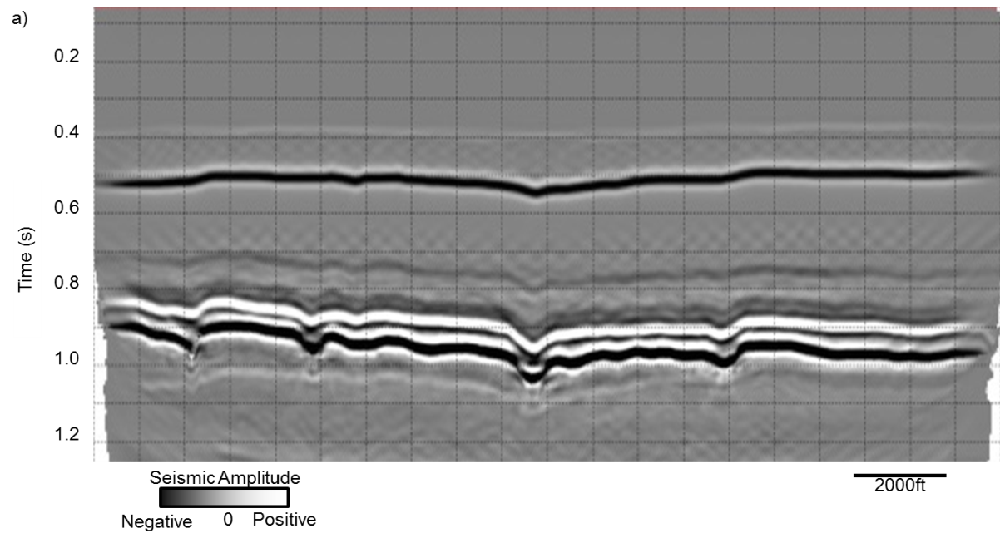 a)
0.2
0.4
0.6
Time (s)
0.8
1.0
1.2
Seismic Amplitude
Negative 0 Positive
2000ft